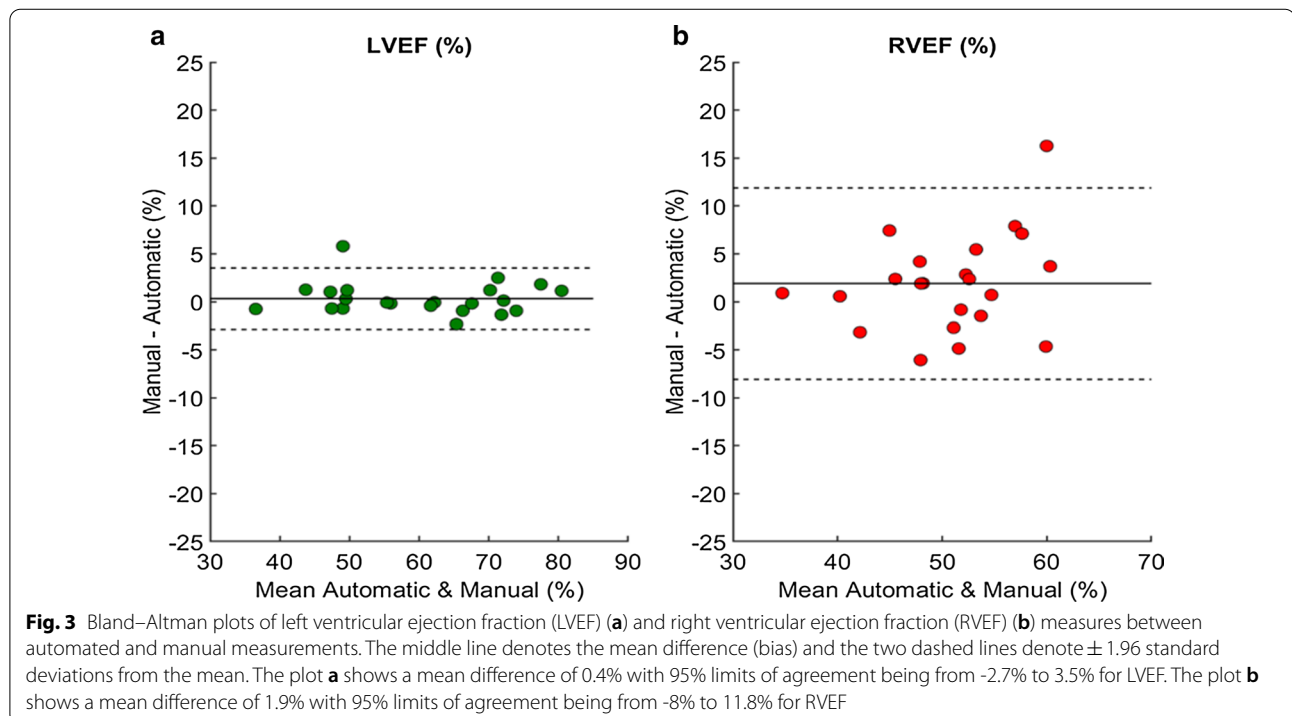 a
LVEF (%)
25
20
15
10
5
0
-5
-10
-15
-20
-25
Manual - Automatic (%)
30 40 50 60 70 80 90
Mean Automatic & Manual (%)
b
RVEF (%)
25
20
15
10
5
0
-5
-10
-15
-20
-25
Manual - Automatic (%)
30 40 50 60 70
Mean Automatic & Manual (%)
Fig. 3 Bland–Altman plots of left ventricular ejection fraction (LVEF) (a) and right ventricular ejection fraction (RVEF) (b) measures between
automated and manual measurements. The middle line denotes the mean difference (bias) and the two dashed lines denote ± 1.96 standard
deviations from the mean. The plot a shows a mean difference of 0.4% with 95% limits of agreement being from -2.7% to 3.5% for LVEF. The plot b
shows a mean difference of 1.9% with 95% limits of agreement being from -8% to 11.8% for RVEF